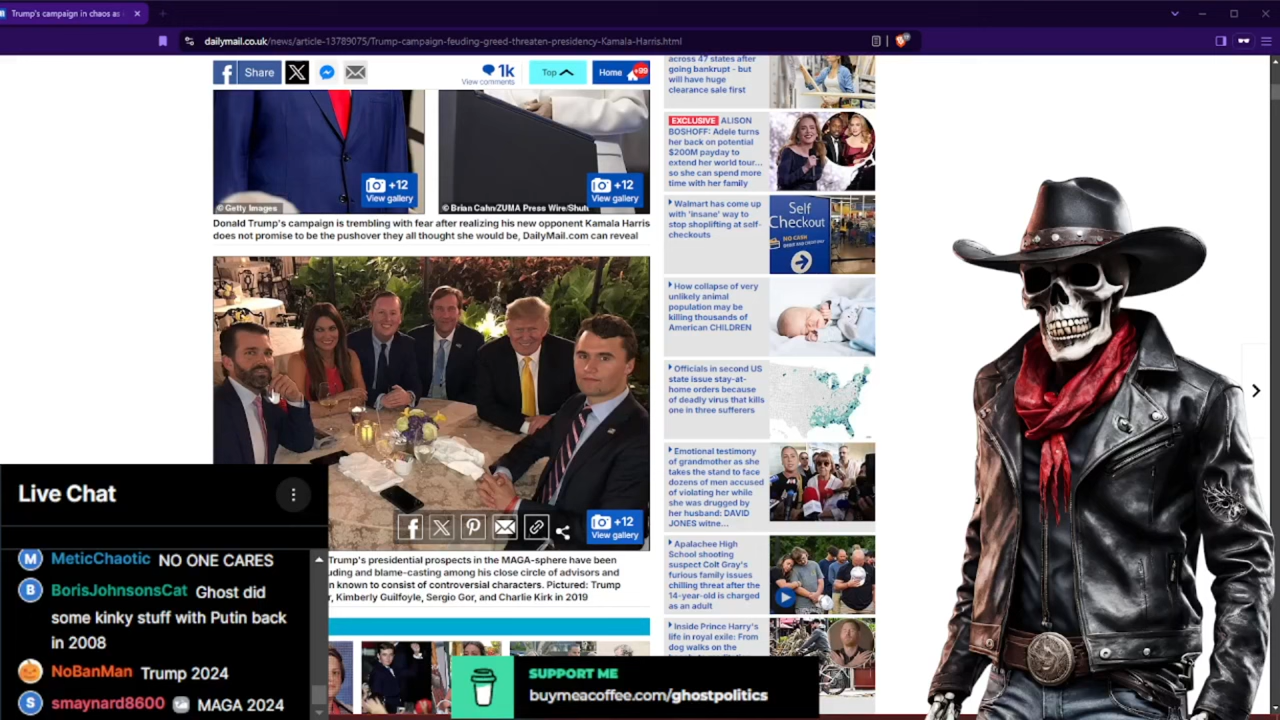 Trump's campaign in chaos as
dailymail.co.uk/news/article-13789075/Trump-campaign-feuding-greed-threaten-presidency-Kamala-Harris.html
Share
1k
View comments
Top
Home
+99
+12
View gallery
© Getty Images
+12
View gallery
© Brian Cahn/ZUMA Press Wire/Shutt
Donald Trump's campaign is trembling with fear after realizing his new opponent Kamala Harris
does not promise to be the pushover they all thought she would be, DailyMail.com can reveal
+12
View gallery
Trump's presidential prospects in the MAGA-sphere have been
uding and blame-casting among his close circle of advisors and
known to consist of controversial characters. Pictured: Trump
r, Kimberly Guilfoyle, Sergio Gor, and Charlie Kirk in 2019
across 47 states after
going bankrupt - but
will have huge
clearance sale first
EXCLUSIVE ALISON
BOSHOFF: Adele turns
her back on potential
$200M payday to
extend her world tour...
so she can spend more
time with her family
Walmart has come up
with 'insane' way to
stop shoplifting at self-
checkouts
Self
Checkout
NO CASH
How collapse of very
unlikely animal
population may be
killing thousands of
American CHILDREN
Officials in second US
state issue stay-at-
home orders because
of deadly virus that kills
one in three sufferers
Emotional testimony
of grandmother as she
takes the stand to face
dozens of men accused
of violating her while
she was drugged by
her husband: DAVID
JONES witne...
Apalachee High
School shooting
suspect Colt Gray's
furious family issues
chilling threat after the
14-year-old is charged
as an adult
Inside Prince Harry's
life in royal exile: From
dog walks on the
Live Chat
M MeticChaotic NO ONE CARES
B BorisJohnsonsCat Ghost did
some kinky stuff with Putin back
in 2008
NoBanMan Trump 2024
S smaynard8600 MAGA 2024
SUPPORT ME
buymeacoffee.com/ghostpolitics